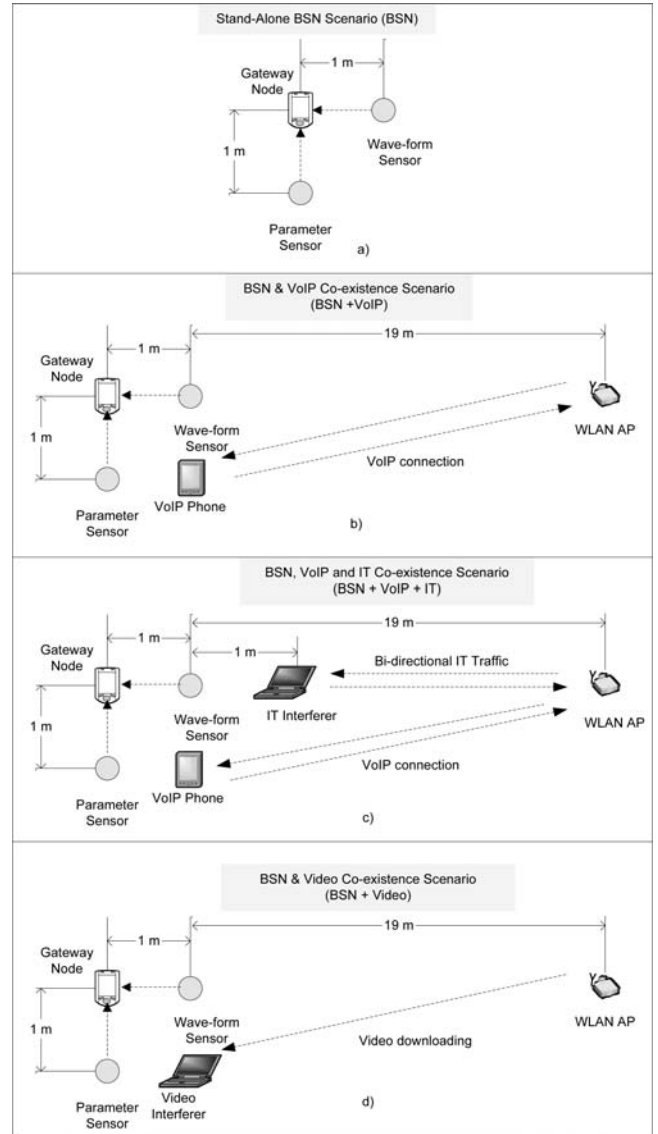 Stand-Alone BSN Scenario (BSN)
1 m
Gateway
Node
1 m
Wave-form
Sensor
Parameter
Sensor
a)
BSN & VoIP Co-existence Scenario
(BSN +VoIP)
19 m
1 m
Gateway
Node
1 m
Wave-form
Sensor
WLAN AP
VoIP connection
VoIP Phone
Parameter
Sensor
b)
BSN, VoIP and IT Co-existence Scenario
(BSN + VoIP + IT)
19 m
1 m
1 m
Gateway
Node
Bi-directional IT Traffic
1 m
Wave-form
Sensor
IT Interferer
WLAN AP
VoIP connection
VoIP Phone
Parameter
Sensor
c)
BSN & Video Co-existence Scenario
(BSN + Video)
19 m
1 m
Gateway
Node
1 m
Wave-form
Sensor
WLAN AP
Video downloading
Video
Interferer
Parameter
Sensor
d)